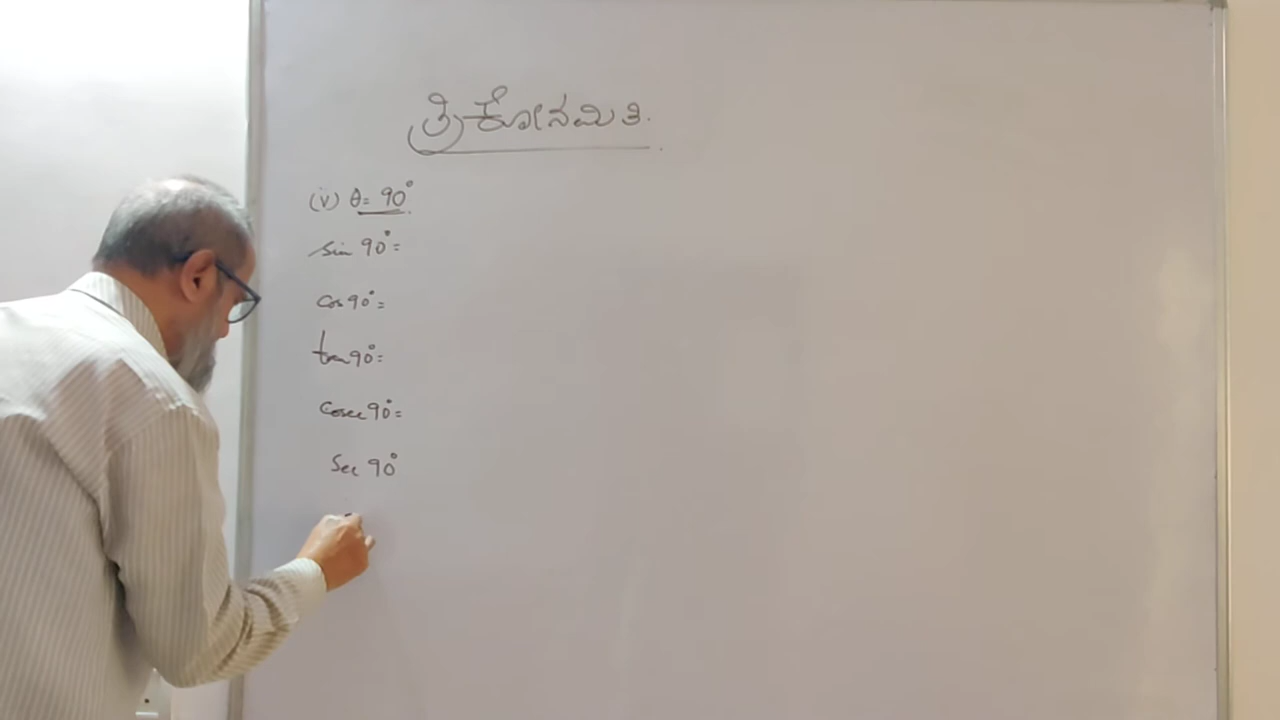 ತ್ರಿಕೋನಮಿತಿ.
(v) θ= 90°
sin 90°=
cos 90°=
tan 90°=
Cosec 90°=
Sec 90°